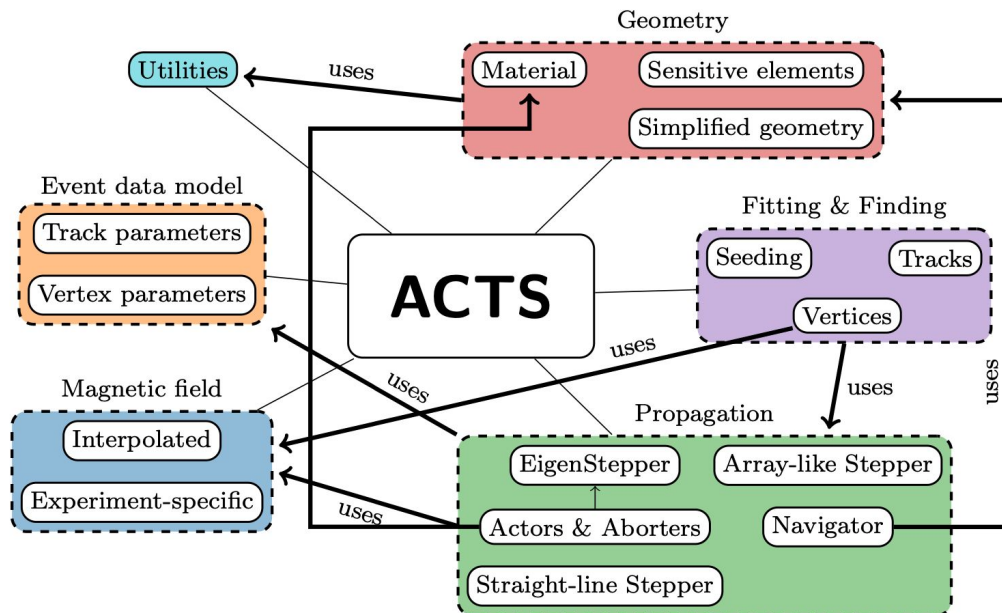 Geometry
Utilities
uses
Material
Sensitive elements
Simplified geometry
Event data model
Track parameters
Vertex parameters
ACTS
Fitting & Finding
Seeding
Tracks
Vertices
uses
uses
uses
uses
Magnetic field
Interpolated
Experiment-specific
uses
Propagation
EigenStepper
Array-like Stepper
Actors & Aborters
Navigator
Straight-line Stepper